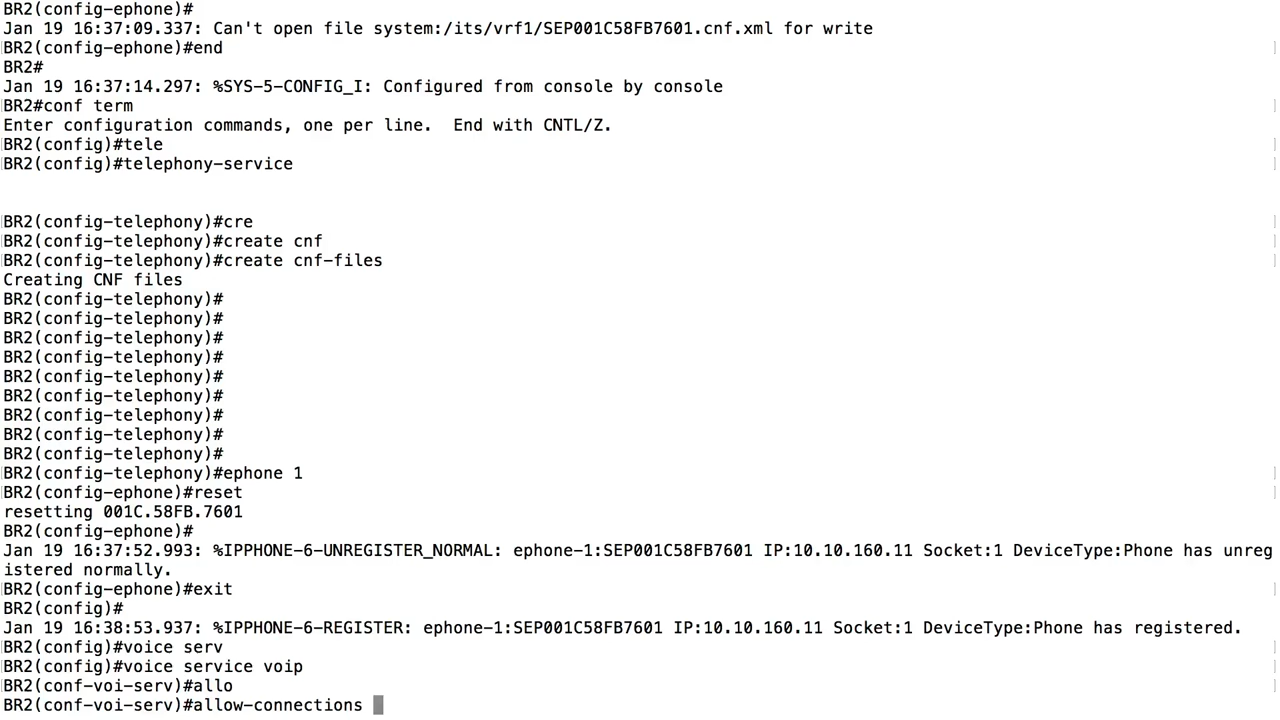 BR2(config-ephone)#
Jan 19 16:37:09.337: Can't open file system:/its/vrf1/SEP001C58FB7601.cnf.xml for write
BR2(config-ephone)#end
BR2#
Jan 19 16:37:14.297: %SYS-5-CONFIG_I: Configured from console by console
BR2#conf term
Enter configuration commands, one per line.  End with CNTL/Z.
BR2(config)#tele
BR2(config)#telephony-service
BR2(config-telephony)#cre
BR2(config-telephony)#create cnf
BR2(config-telephony)#create cnf-files
Creating CNF files
BR2(config-telephony)#
BR2(config-telephony)#
BR2(config-telephony)#
BR2(config-telephony)#
BR2(config-telephony)#
BR2(config-telephony)#
BR2(config-telephony)#
BR2(config-telephony)#
BR2(config-telephony)#
BR2(config-telephony)#ephone 1
BR2(config-ephone)#reset
resetting 001C.58FB.7601
BR2(config-ephone)#
Jan 19 16:37:52.993: %IPPHONE-6-UNREGISTER_NORMAL: ephone-1:SEP001C58FB7601 IP:10.10.160.11 Socket:1 DeviceType:Phone has unreg
istered normally.
BR2(config-ephone)#exit
BR2(config)#
Jan 19 16:38:53.937: %IPPHONE-6-REGISTER: ephone-1:SEP001C58FB7601 IP:10.10.160.11 Socket:1 DeviceType:Phone has registered.
BR2(config)#voice serv
BR2(config)#voice service voip
BR2(conf-voi-serv)#allo
BR2(conf-voi-serv)#allow-connections